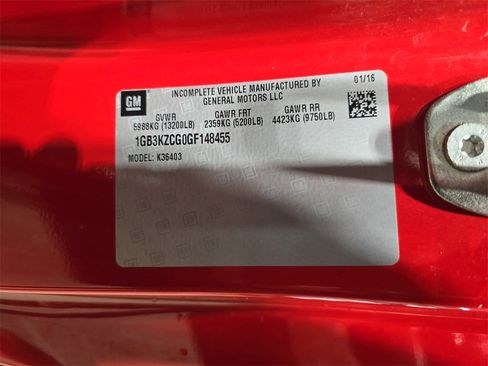 GM
INCOMPLETE VEHICLE MANUFACTURED BY
GENERAL MOTORS LLC
01/16
GVWR GAWR FRT GAWR RR
5988KG (13200LB) 2359KG (5200LB) 4423KG (9750LB)
1GB3KZCG0GF148455
MODEL: K36403